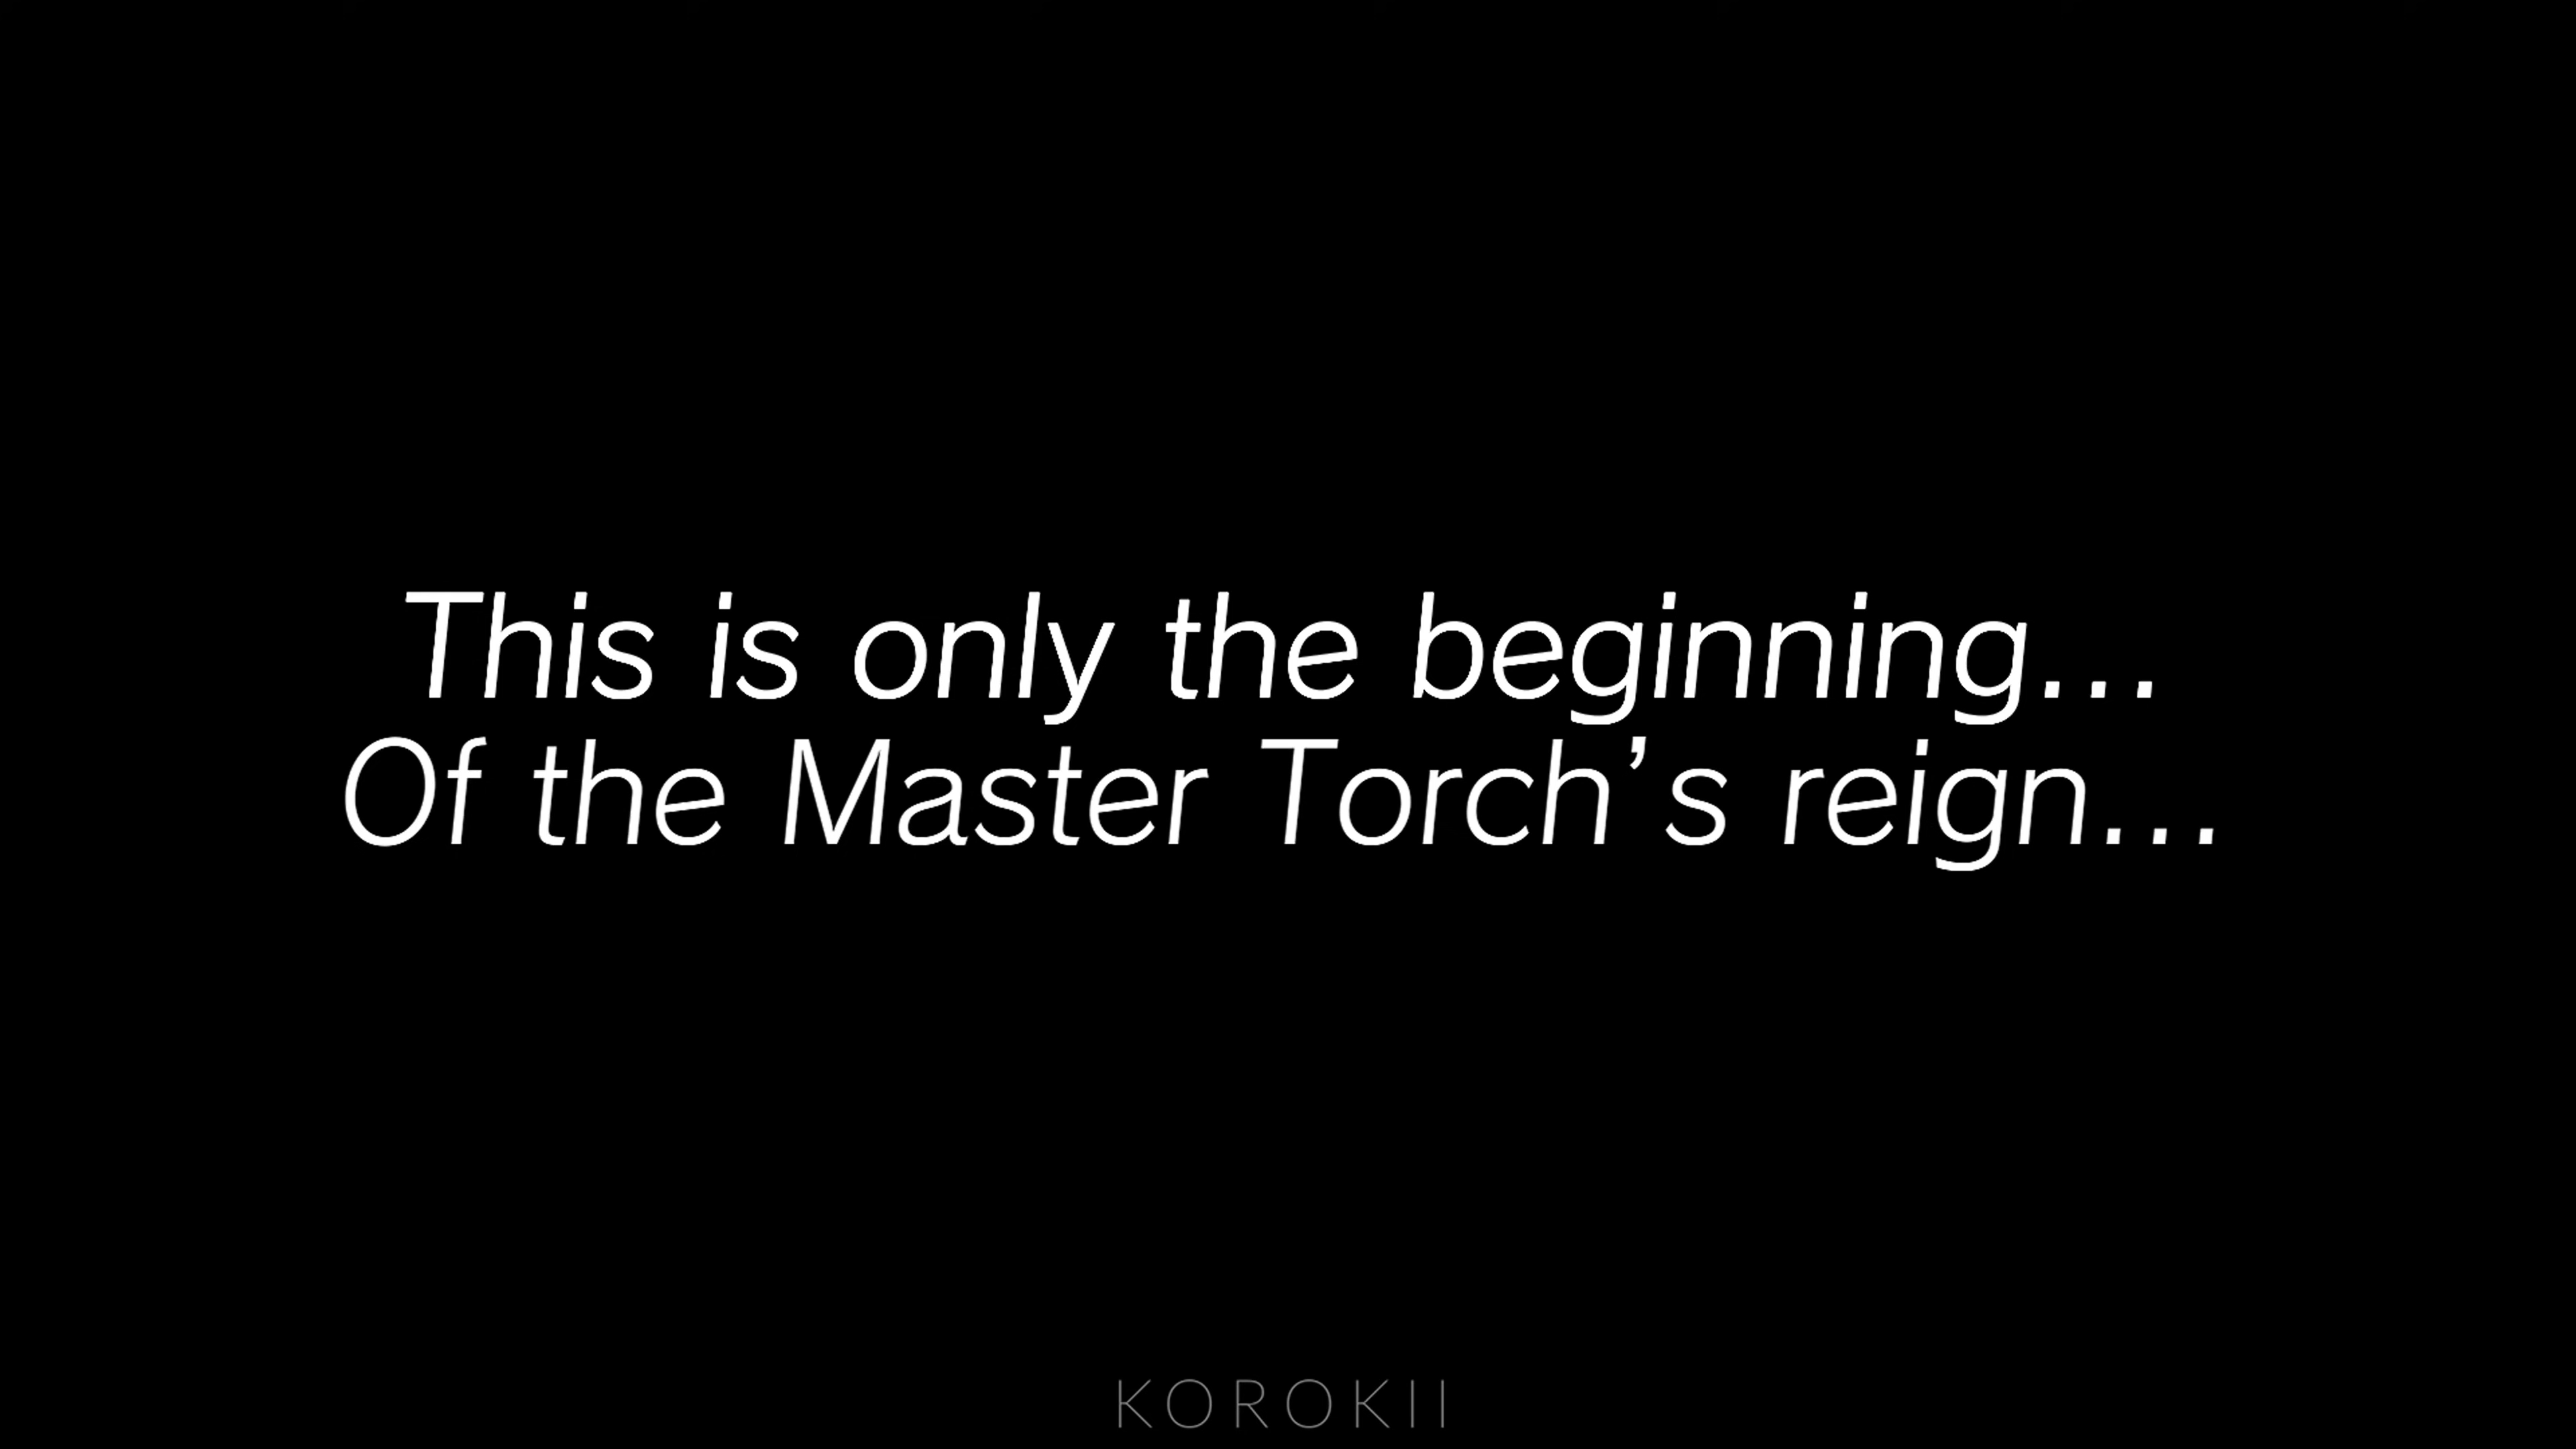 This is only the beginning...
Of the Master Torch’s reign...
KOROKII